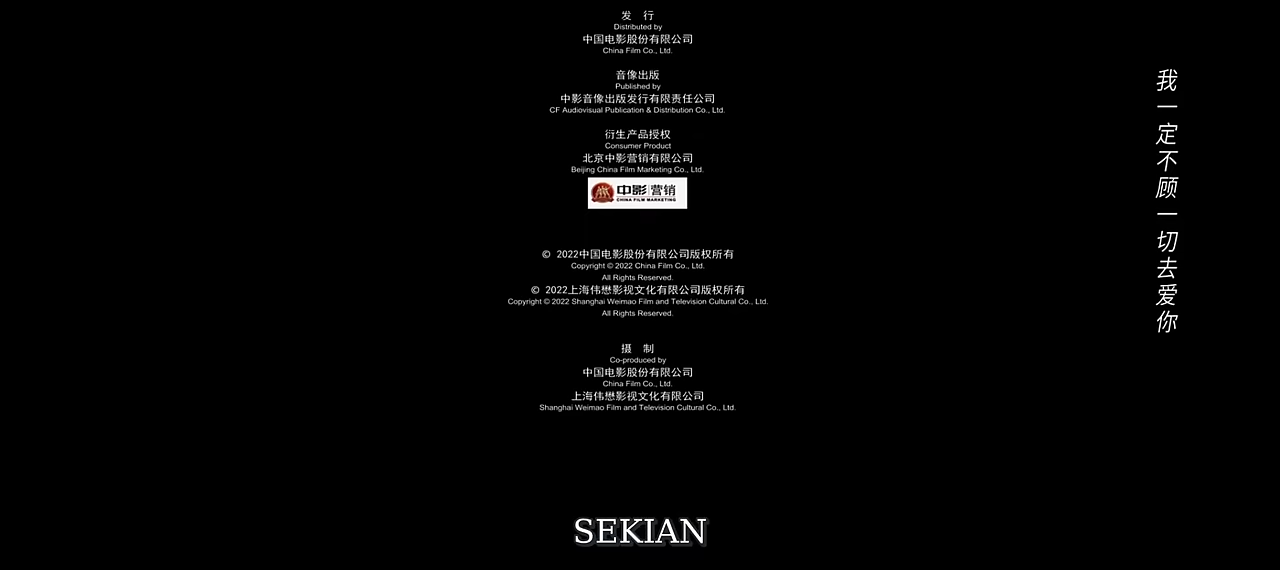 发 行
Distributed by
中国电影股份有限公司
China Film Co., Ltd.
音像出版
Published by
中影音像出版发行有限责任公司
CF Audiovisual Publication & Distribution Co., Ltd.
衍生产品授权
Consumer Product
北京中影营销有限公司
Beijing China Film Marketing Co., Ltd.
中影 营销
CHINA FILM MARKETING
© 2022中国电影股份有限公司版权所有
Copyright © 2022 China Film Co., Ltd.
All Rights Reserved.
© 2022上海伟懋影视文化有限公司版权所有
Copyright © 2022 Shanghai Weimao Film and Television Cultural Co., Ltd.
All Rights Reserved.
摄 制
Co-produced by
中国电影股份有限公司
China Film Co., Ltd.
上海伟懋影视文化有限公司
Shanghai Weimao Film and Television Cultural Co., Ltd.
我一定不顾一切去爱你
SEKIAN